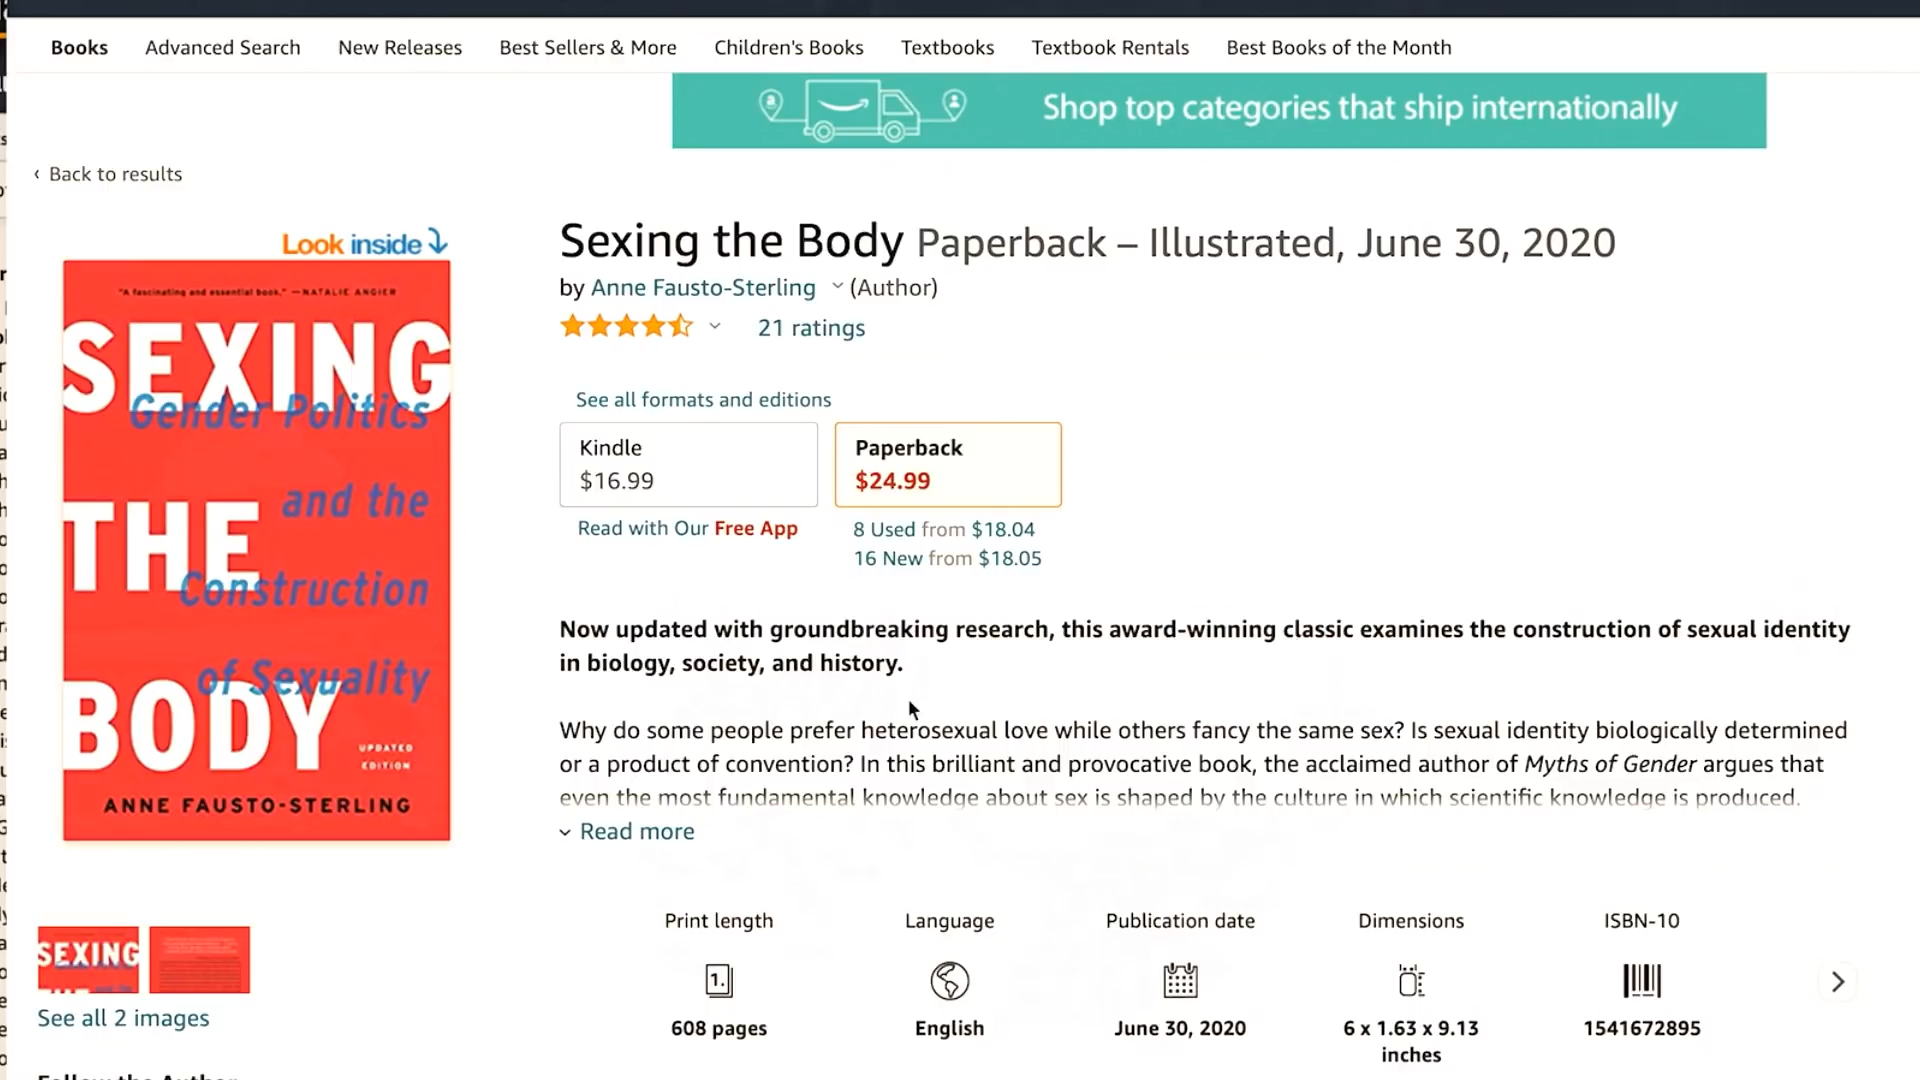 Books Advanced Search New Releases Best Sellers & More Children's Books Textbooks Textbook Rentals Best Books of the Month
Shop top categories that ship internationally
‹ Back to results
Look inside
"A fascinating and essential book." —NATALIE ANGIER
SEXING
Gender Politics
and the
THE
Construction
of Sexuality
BODY
UPDATED
EDITION
ANNE FAUSTO-STERLING
SEXING
See all 2 images
Follow the Author
Sexing the Body Paperback – Illustrated, June 30, 2020
by Anne Fausto-Sterling (Author)
21 ratings
See all formats and editions
Kindle
$16.99
Read with Our Free App
Paperback
$24.99
8 Used from $18.04
16 New from $18.05
Now updated with groundbreaking research, this award-winning classic examines the construction of sexual identity
in biology, society, and history.
Why do some people prefer heterosexual love while others fancy the same sex? Is sexual identity biologically determined
or a product of convention? In this brilliant and provocative book, the acclaimed author of Myths of Gender argues that
even the most fundamental knowledge about sex is shaped by the culture in which scientific knowledge is produced.
Read more
Print length
608 pages
Language
English
Publication date
June 30, 2020
Dimensions
6 x 1.63 x 9.13
inches
ISBN-10
1541672895